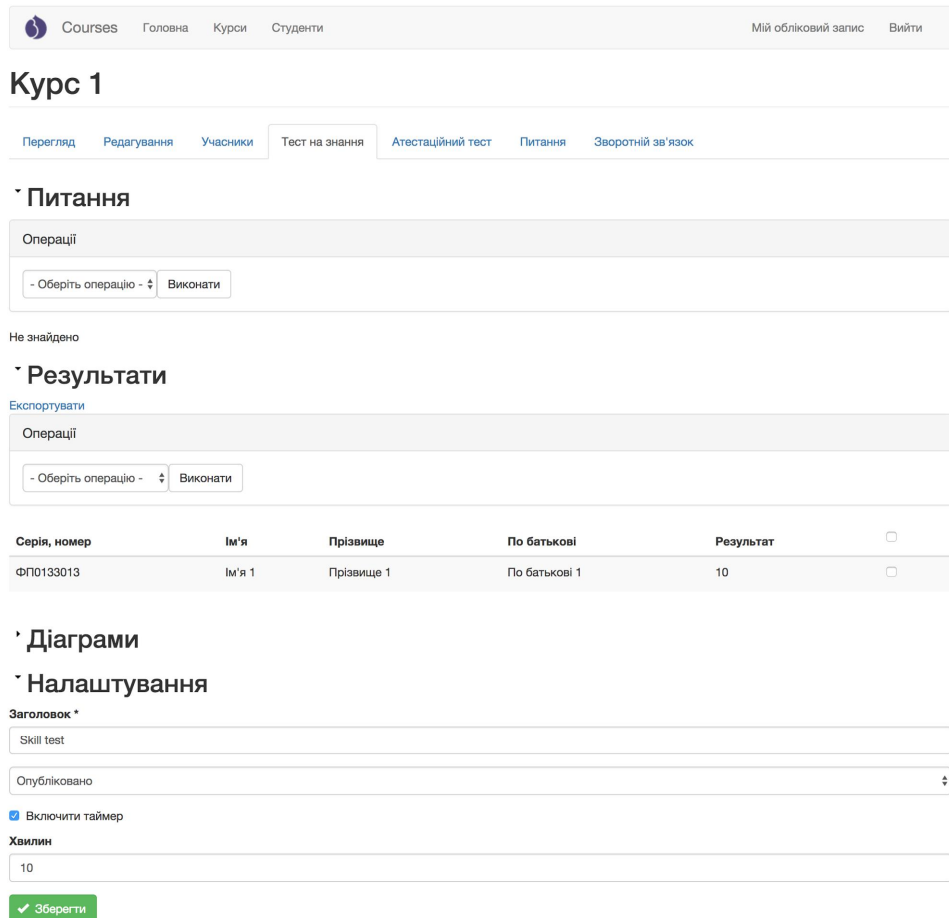 Courses Головна Курси Студенти Мій обліковий запис Вийти
Курс 1
Перегляд Редагування Учасники Тест на знання Атестаційний тест Питання Зворотній зв'язок
Питання
Операції
- Оберіть операцію - Виконати
Не знайдено
Результати
Експортувати
Операції
- Оберіть операцію - Виконати
Серія, номер Ім'я Прізвище По батькові Результат
ФП0133013 Ім'я 1 Прізвище 1 По батькові 1 10
Діаграми
Налаштування
Заголовок *
Skill test
Опубліковано
Включити таймер
Хвилин
10
Зберегти